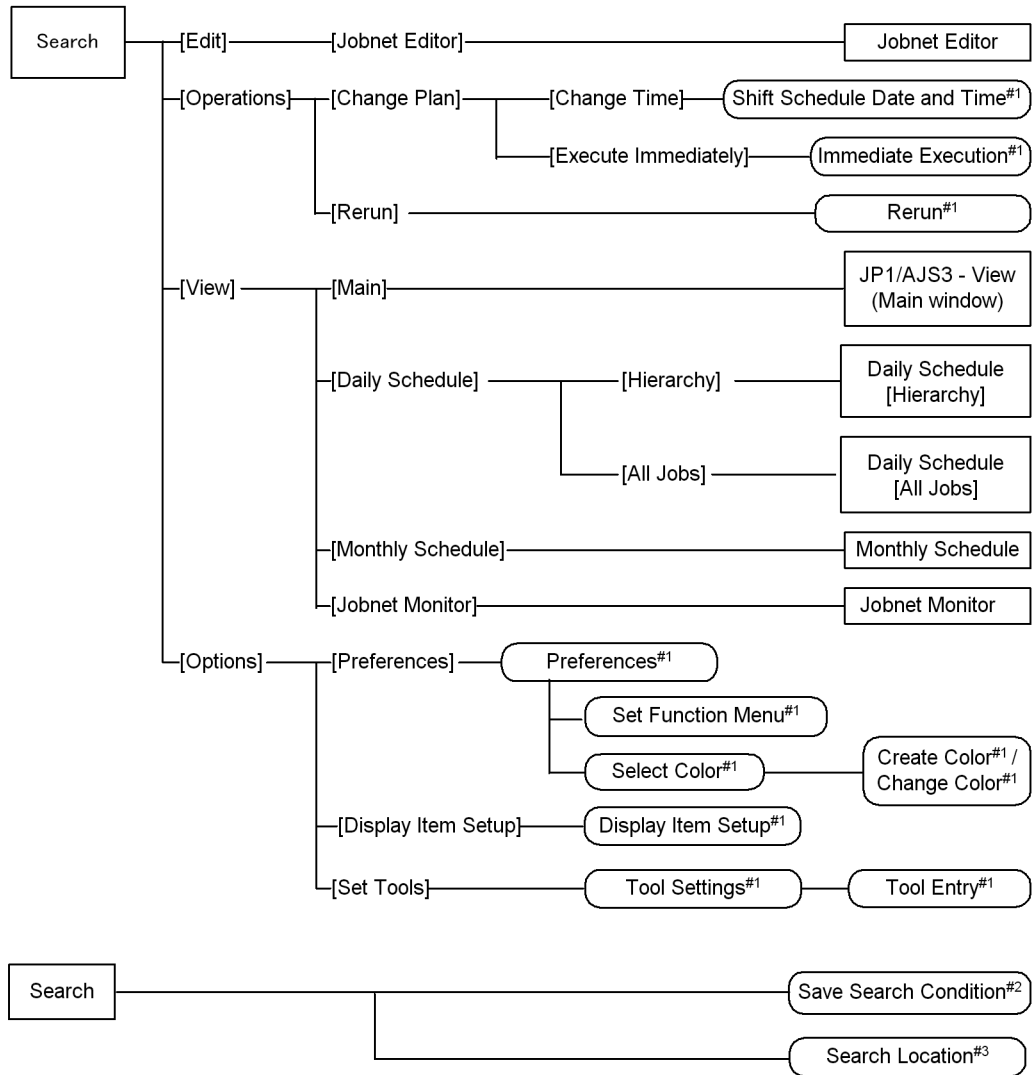 Search
[Edit]
[Jobnet Editor]
Jobnet Editor
[Operations]
[Change Plan]
[Change Time]
Shift Schedule Date and Time#1
[Execute Immediately]
Immediate Execution#1
[Rerun]
Rerun#1
[View]
[Main]
JP1/AJS3 - View
(Main window)
[Daily Schedule]
[Hierarchy]
Daily Schedule
[Hierarchy]
[All Jobs]
Daily Schedule
[All Jobs]
[Monthly Schedule]
Monthly Schedule
[Jobnet Monitor]
Jobnet Monitor
[Options]
[Preferences]
Preferences#1
Set Function Menu#1
Select Color#1
Create Color#1 /
Change Color#1
[Display Item Setup]
Display Item Setup#1
[Set Tools]
Tool Settings#1
Tool Entry#1
Search
Save Search Condition#2
Search Location#3